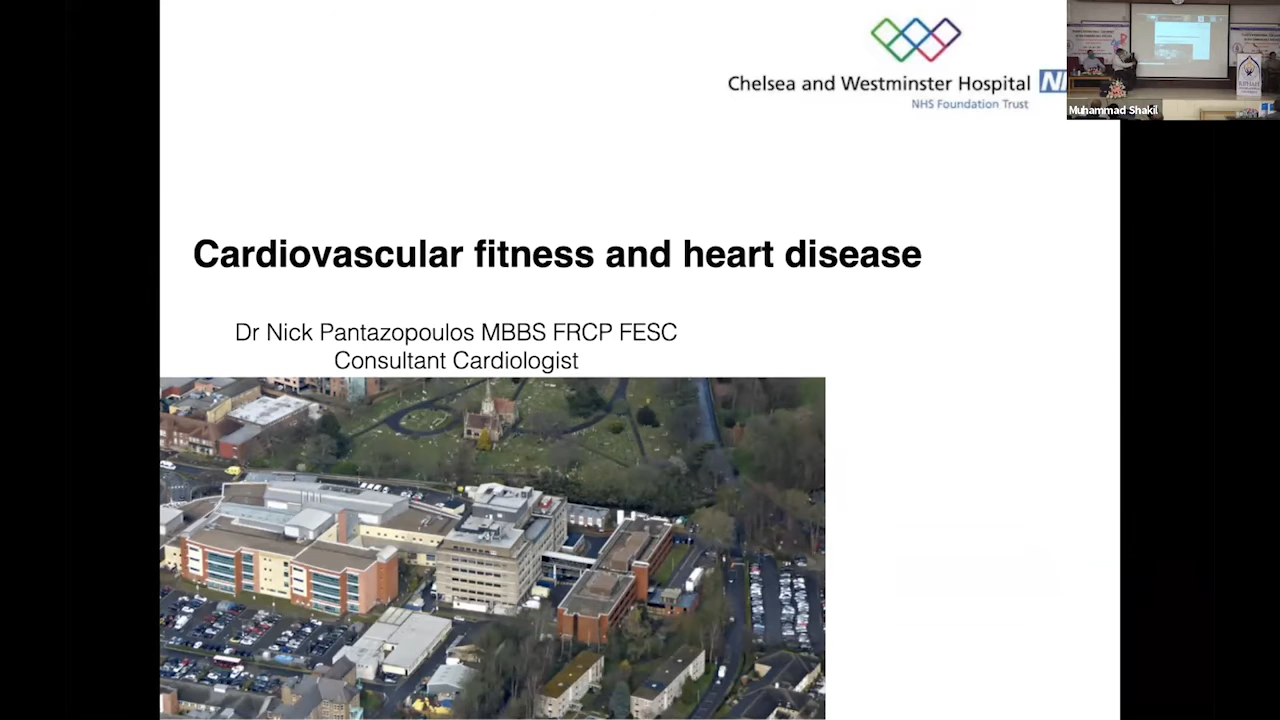 Chelsea and Westminster Hospital
NHS Foundation Trust
Muhammad Shakil
Cardiovascular fitness and heart disease
Dr Nick Pantazopoulos MBBS FRCP FESC
Consultant Cardiologist